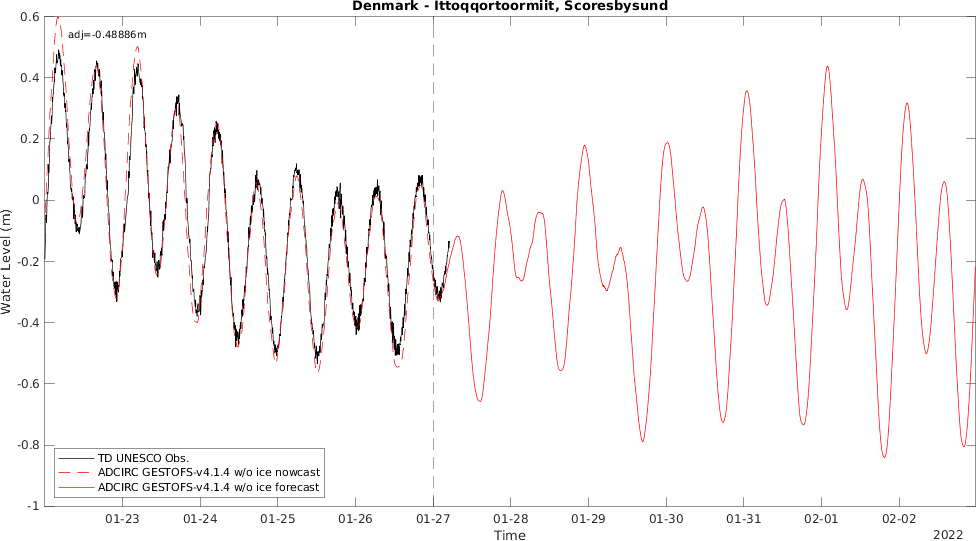 Denmark - Ittoqqortoormiit, Scoresbysund
adj=-0.48886m
0.6
0.4
0.2
0
-0.2
-0.4
-0.6
-0.8
-1
Water Level (m)
TD UNESCO Obs.
ADCIRC GESTOFS-v4.1.4 w/o ice nowcast
ADCIRC GESTOFS-v4.1.4 w/o ice forecast
01-23 01-24 01-25 01-26 01-27 01-28 01-29 01-30 01-31 02-01 02-02
Time
2022